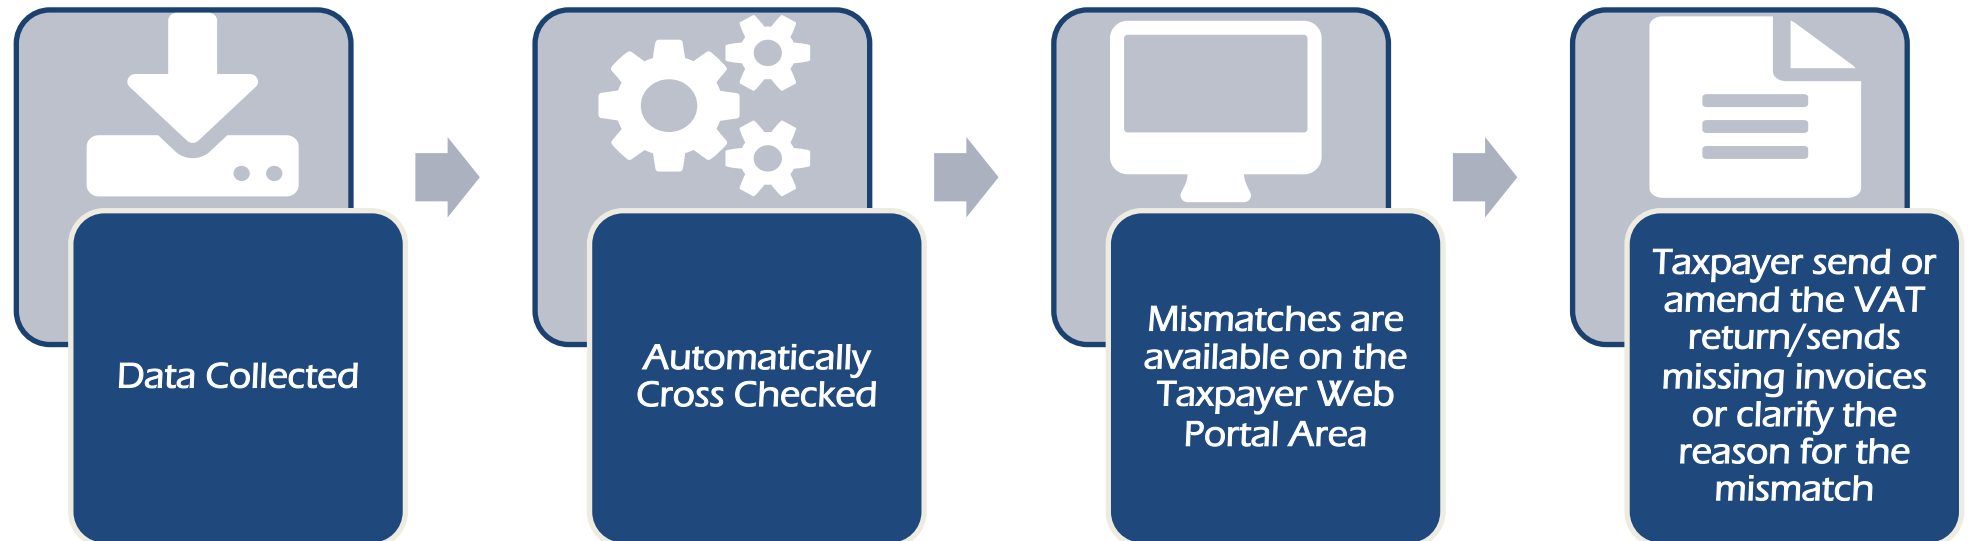 Data Collected
Automatically
Cross Checked
Mismatches are
available on the
Taxpayer Web
Portal Area
Taxpayer send or
amend the VAT
return/sends
missing invoices
or clarify the
reason for the
mismatch